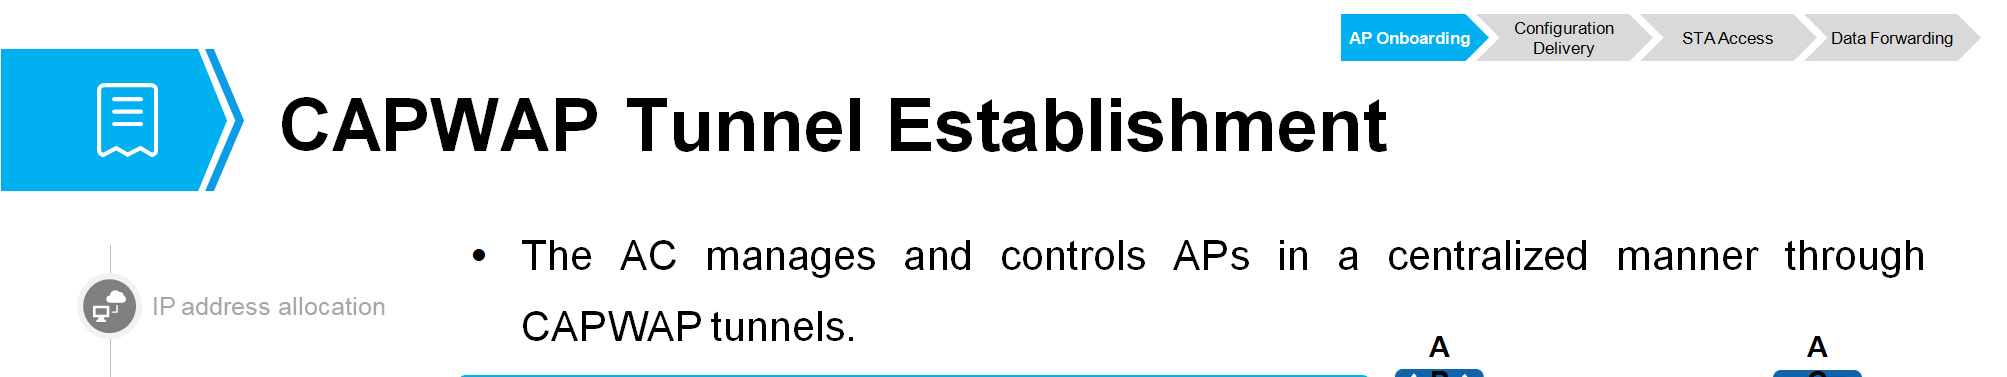 AP Onboarding
Configuration
Delivery
STA Access
Data Forwarding
CAPWAP Tunnel Establishment
• The AC manages and controls APs in a centralized manner through
CAPWAP tunnels.
IP address allocation
A
A